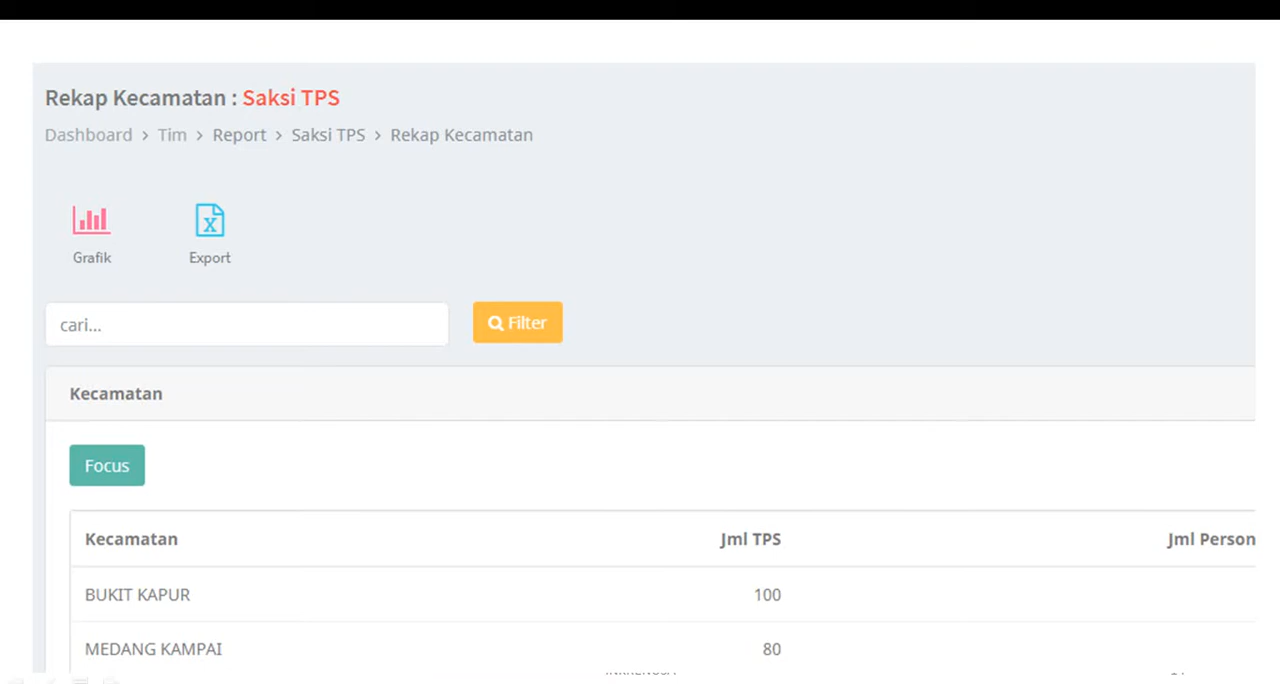 Rekap Kecamatan : Saksi TPS
Dashboard > Tim > Report > Saksi TPS > Rekap Kecamatan
Grafik Export
cari... Filter
Kecamatan
Focus
Kecamatan Jml TPS Jml Person
BUKIT KAPUR 100
MEDANG KAMPAI 80